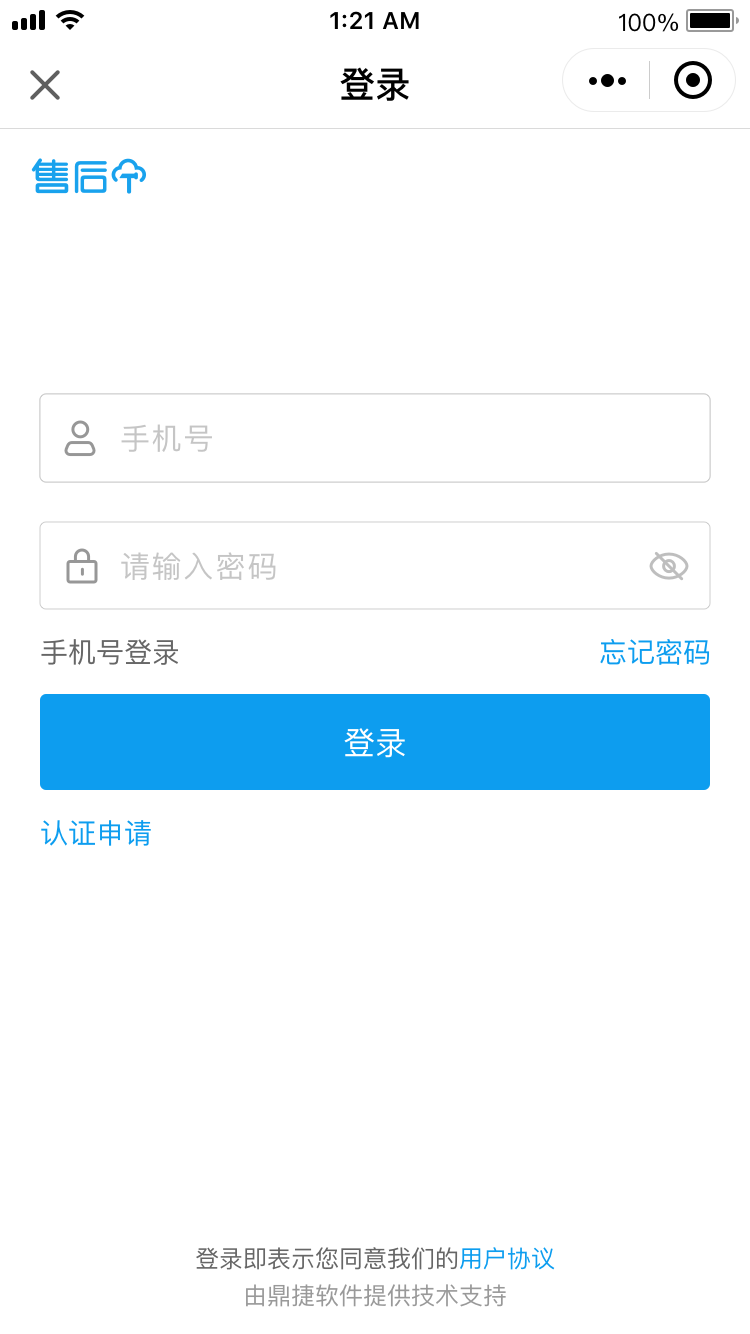 1:21 AM
100%
登录
售后个
手机号
请输入密码
手机号登录
忘记密码
登录
认证申请
登录即表示您同意我们的用户协议
由鼎捷软件提供技术支持